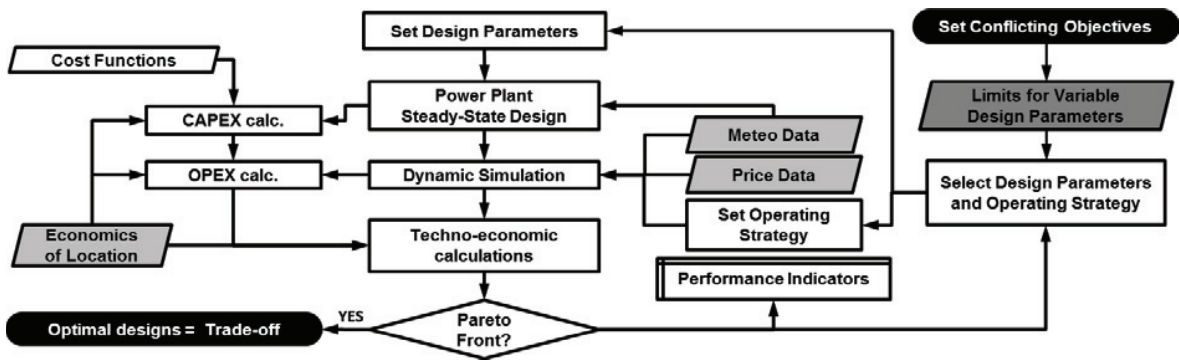 Set Design Parameters
Set Conflicting Objectives
Cost Functions
Power Plant
Steady-State Design
Limits for Variable
Design Parameters
CAPEX calc.
Meteo Data
OPEX calc.
Dynamic Simulation
Price Data
Select Design Parameters
and Operating Strategy
Set Operating
Strategy
Economics
of Location
Techno-economic
calculations
Performance Indicators
Optimal designs = Trade-off
YES
Pareto
Front?